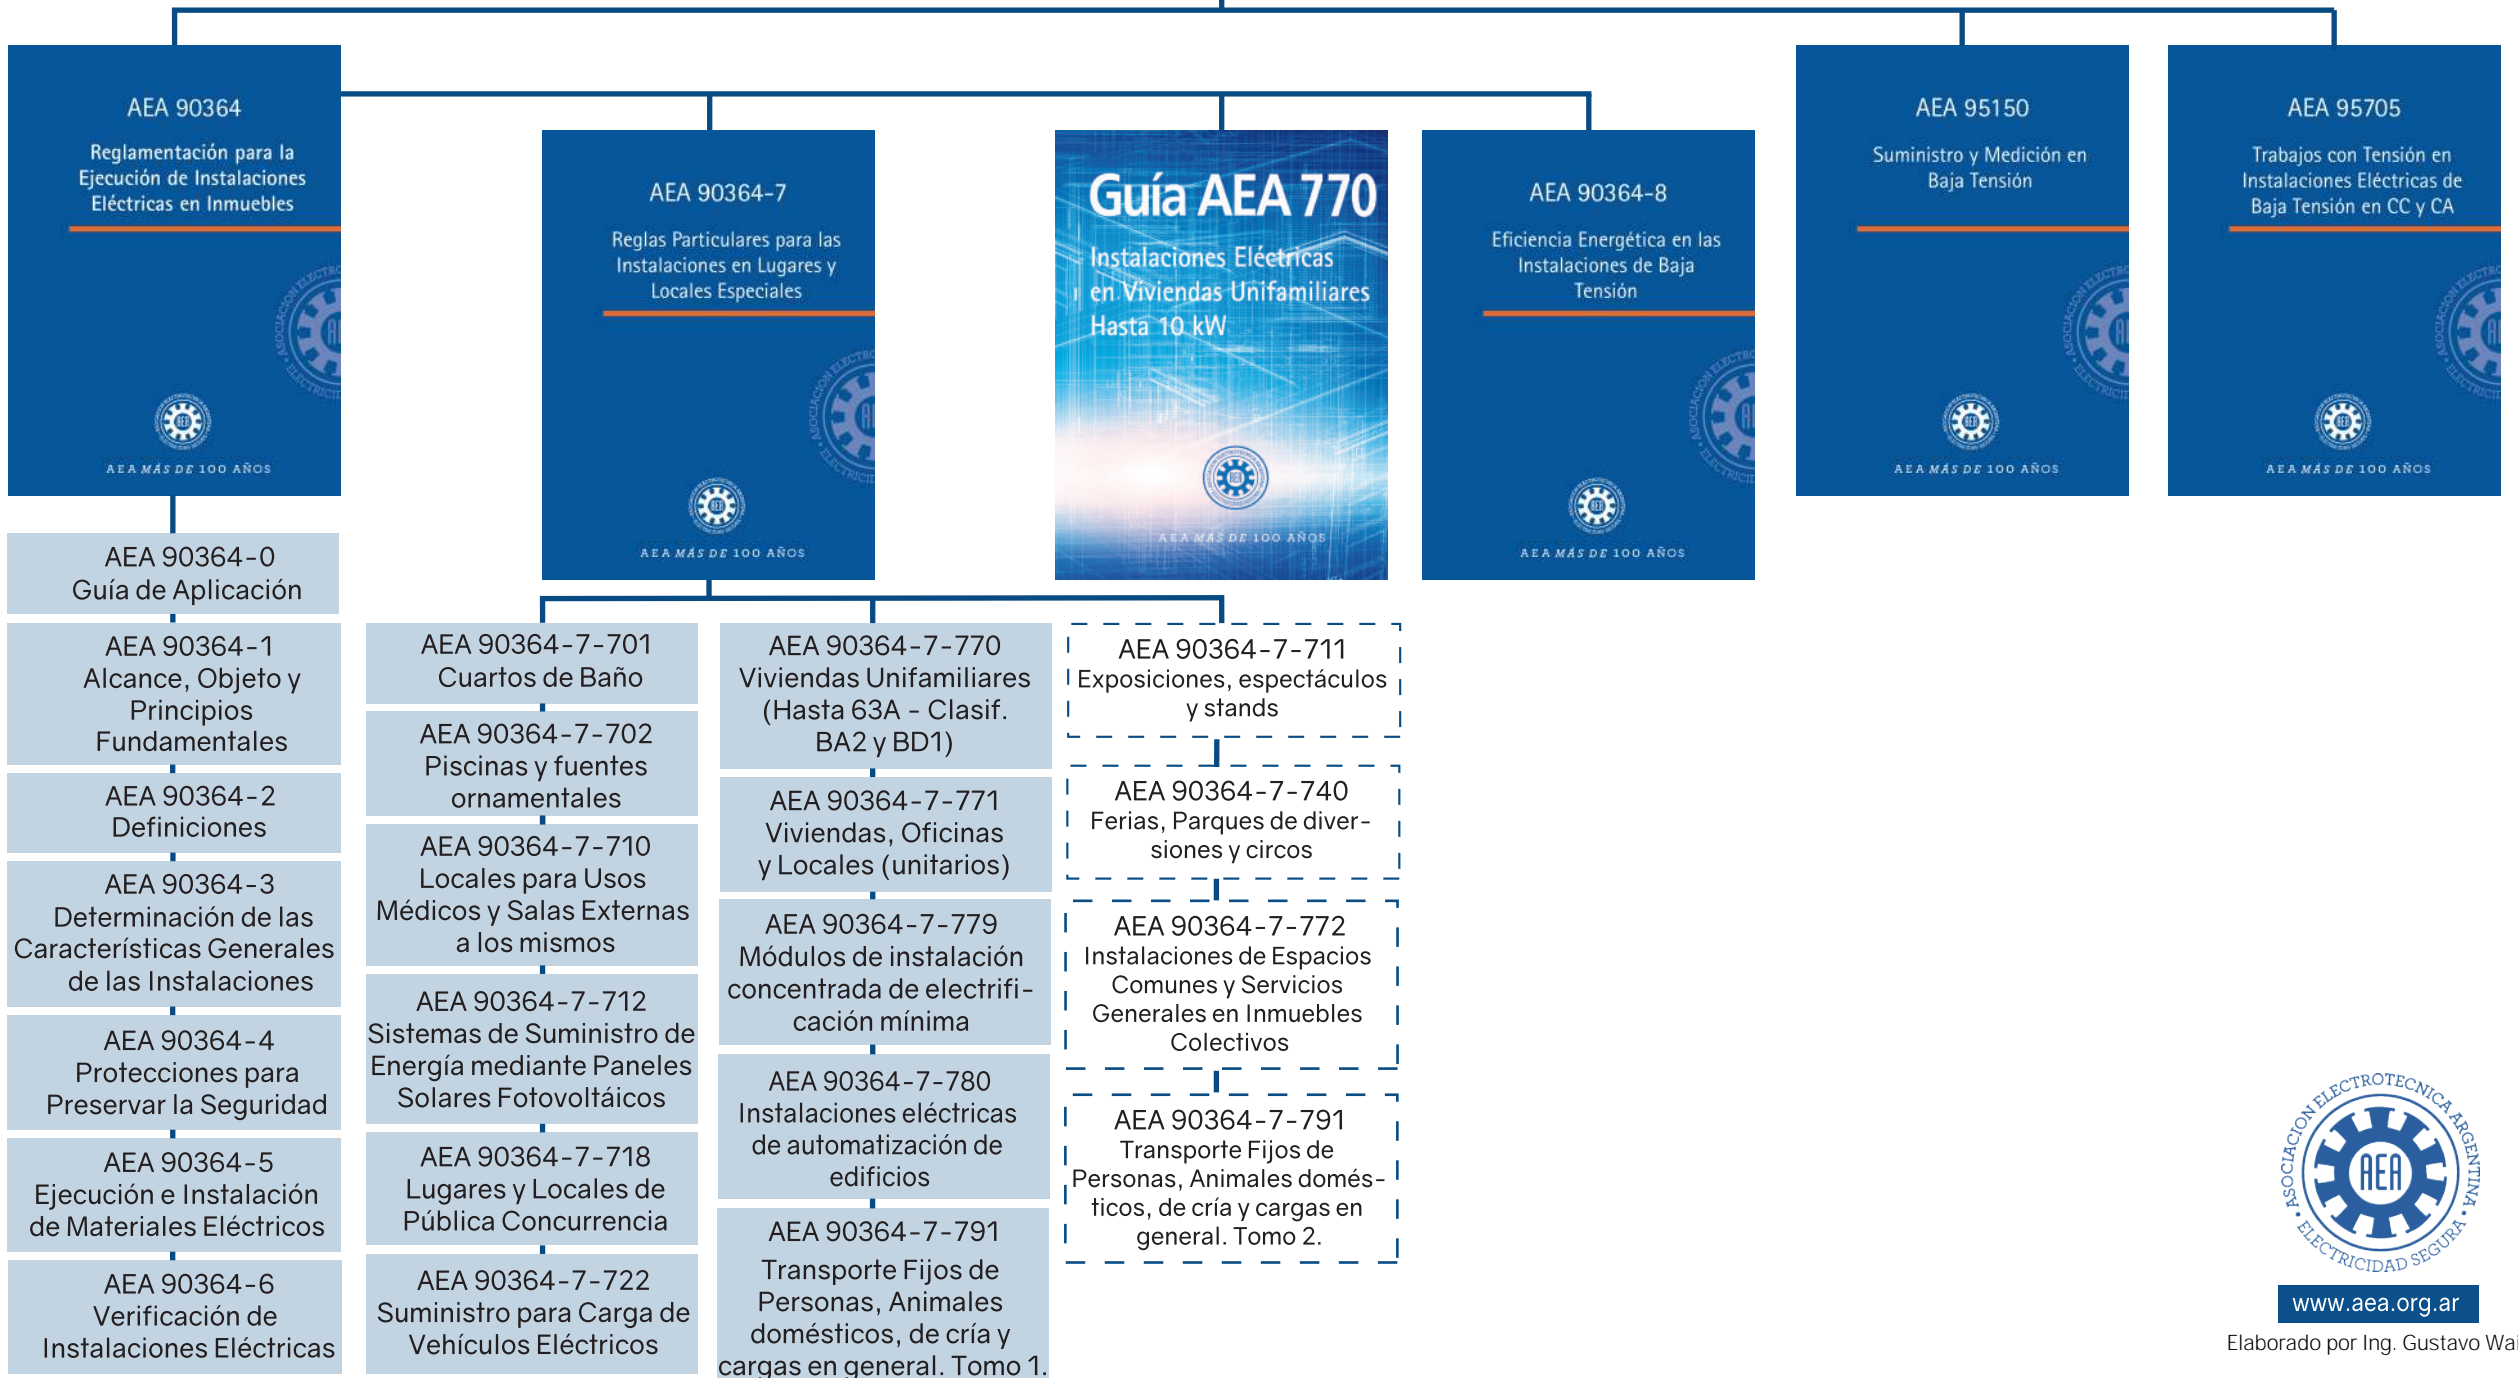 AEA 90364
Reglamentación para la
Ejecución de Instalaciones
Eléctricas en Inmuebles
AEA MÁS DE 100 AÑOS
AEA 90364-7
Reglas Particulares para las
Instalaciones en Lugares y
Locales Especiales
AEA MÁS DE 100 AÑOS
Guía AEA 770
Instalaciones Eléctricas
en Viviendas Unifamiliares
Hasta 10 kW
AEA MÁS DE 100 AÑOS
AEA 90364-8
Eficiencia Energética en las
Instalaciones de Baja
Tensión
AEA MÁS DE 100 AÑOS
AEA 95150
Suministro y Medición en
Baja Tensión
AEA MÁS DE 100 AÑOS
AEA 95705
Trabajos con Tensión en
Instalaciones Eléctricas de
Baja Tensión en CC y CA
AEA MÁS DE 100 AÑOS
AEA 90364-0
Guía de Aplicación
AEA 90364-1
Alcance, Objeto y
Principios
Fundamentales
AEA 90364-2
Definiciones
AEA 90364-3
Determinación de las
Características Generales
de las Instalaciones
AEA 90364-4
Protecciones para
Preservar la Seguridad
AEA 90364-5
Ejecución e Instalación
de Materiales Eléctricos
AEA 90364-6
Verificación de
Instalaciones Eléctricas
AEA 90364-7-701
Cuartos de Baño
AEA 90364-7-702
Piscinas y fuentes
ornamentales
AEA 90364-7-710
Locales para Usos
Médicos y Salas Externas
a los mismos
AEA 90364-7-712
Sistemas de Suministro de
Energía mediante Paneles
Solares Fotovoltáicos
AEA 90364-7-718
Lugares y Locales de
Pública Concurrencia
AEA 90364-7-722
Suministro para Carga de
Vehículos Eléctricos
AEA 90364-7-770
Viviendas Unifamiliares
(Hasta 63A - Clasif.
BA2 y BD1)
AEA 90364-7-771
Viviendas, Oficinas
y Locales (unitarios)
AEA 90364-7-779
Módulos de instalación
concentrada de electrifi-
cación mínima
AEA 90364-7-780
Instalaciones eléctricas
de automatización de
edificios
AEA 90364-7-791
Transporte Fijos de
Personas, Animales
domésticos, de cría y
cargas en general. Tomo 1.
AEA 90364-7-711
Exposiciones, espectáculos
y stands
AEA 90364-7-740
Ferias, Parques de diver-
siones y circos
AEA 90364-7-772
Instalaciones de Espacios
Comunes y Servicios
Generales en Inmuebles
Colectivos
AEA 90364-7-791
Transporte Fijos de
Personas, Animales domés-
ticos, de cría y cargas en
general. Tomo 2.
ASOCIACION ELECTROTECNICA ARGENTINA
AEA
ELECTRICIDAD SEGURA
www.aea.org.ar
Elaborado por Ing. Gustavo